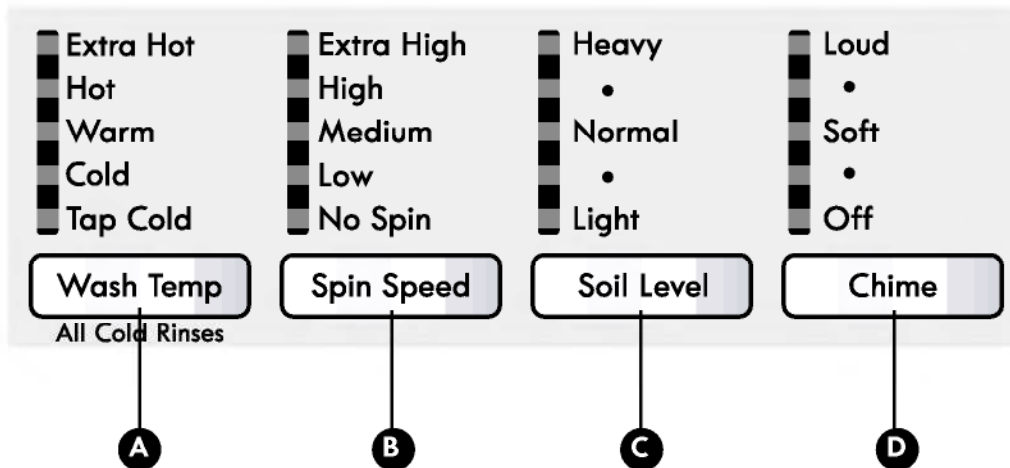 Extra Hot
Hot
Warm
Cold
Tap Cold
Wash Temp
All Cold Rinses
Extra High
High
Medium
Low
No Spin
Spin Speed
Heavy
•
Normal
•
Light
Soil Level
Loud
•
Soft
•
Off
Chime
A
B
C
D